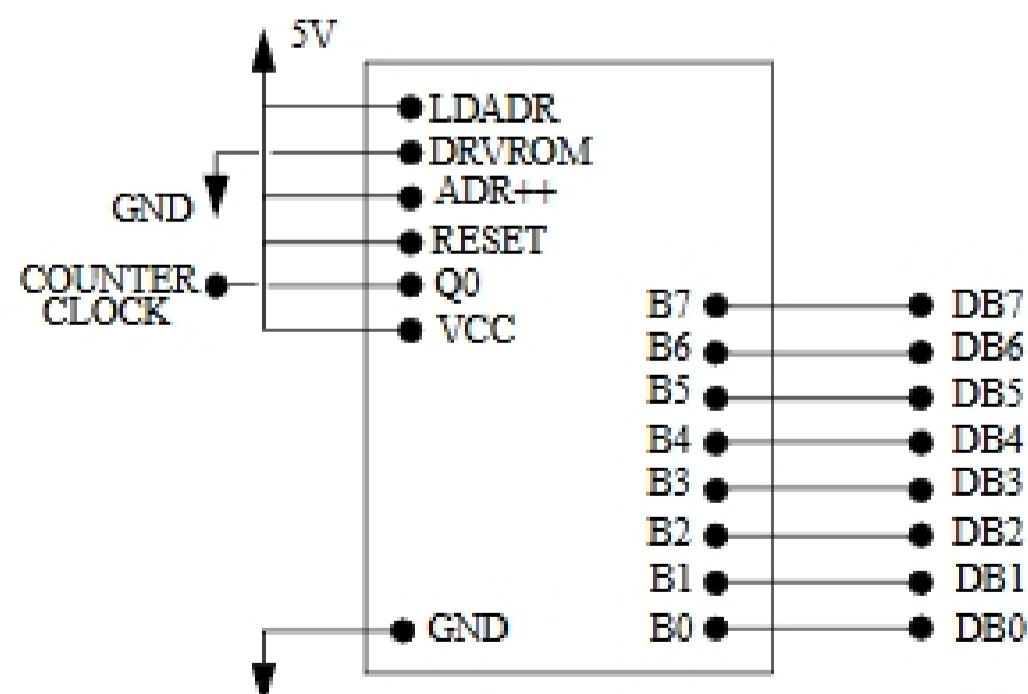 5V
LDADR
DRVROM
GND
ADR++
RESET
COUNTER
CLOCK
Q0
VCC
B7
DB7
B6
DB6
B5
DB5
B4
DB4
B3
DB3
B2
DB2
B1
DB1
GND
B0
DB0